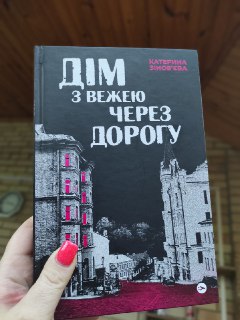 КАТЕРИНА
ЗІНОВ'ЄВА
ДІМ
З ВЕЖЕЮ
ЧЕРЕЗ
ДОРОГУ